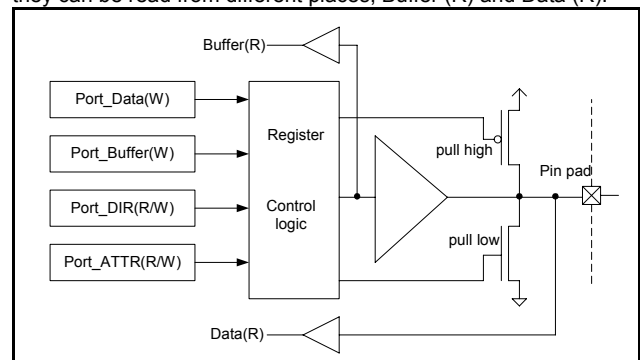 they can be read from different places, Buffer (R) and Data (R).
Buffer(R)
Port_Data(W)
Port_Buffer(W)
Port_DIR(R/W)
Port_ATTR(R/W)
Register
Control
logic
pull high
Pin pad
pull low
Data(R)